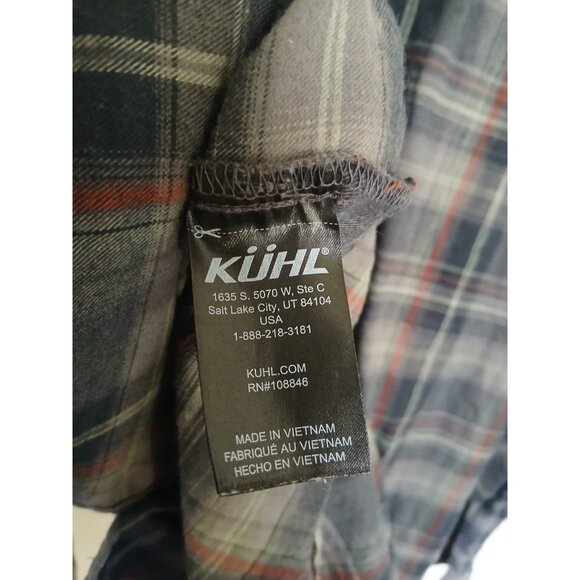 KÜHL®
1635 S. 5070 W, Ste C
Salt Lake City, UT 84104
USA
1-888-218-3181
KUHL.COM
RN#108846
MADE IN VIETNAM
FABRIQUÉ AU VIETNAM
HECHO EN VIETNAM